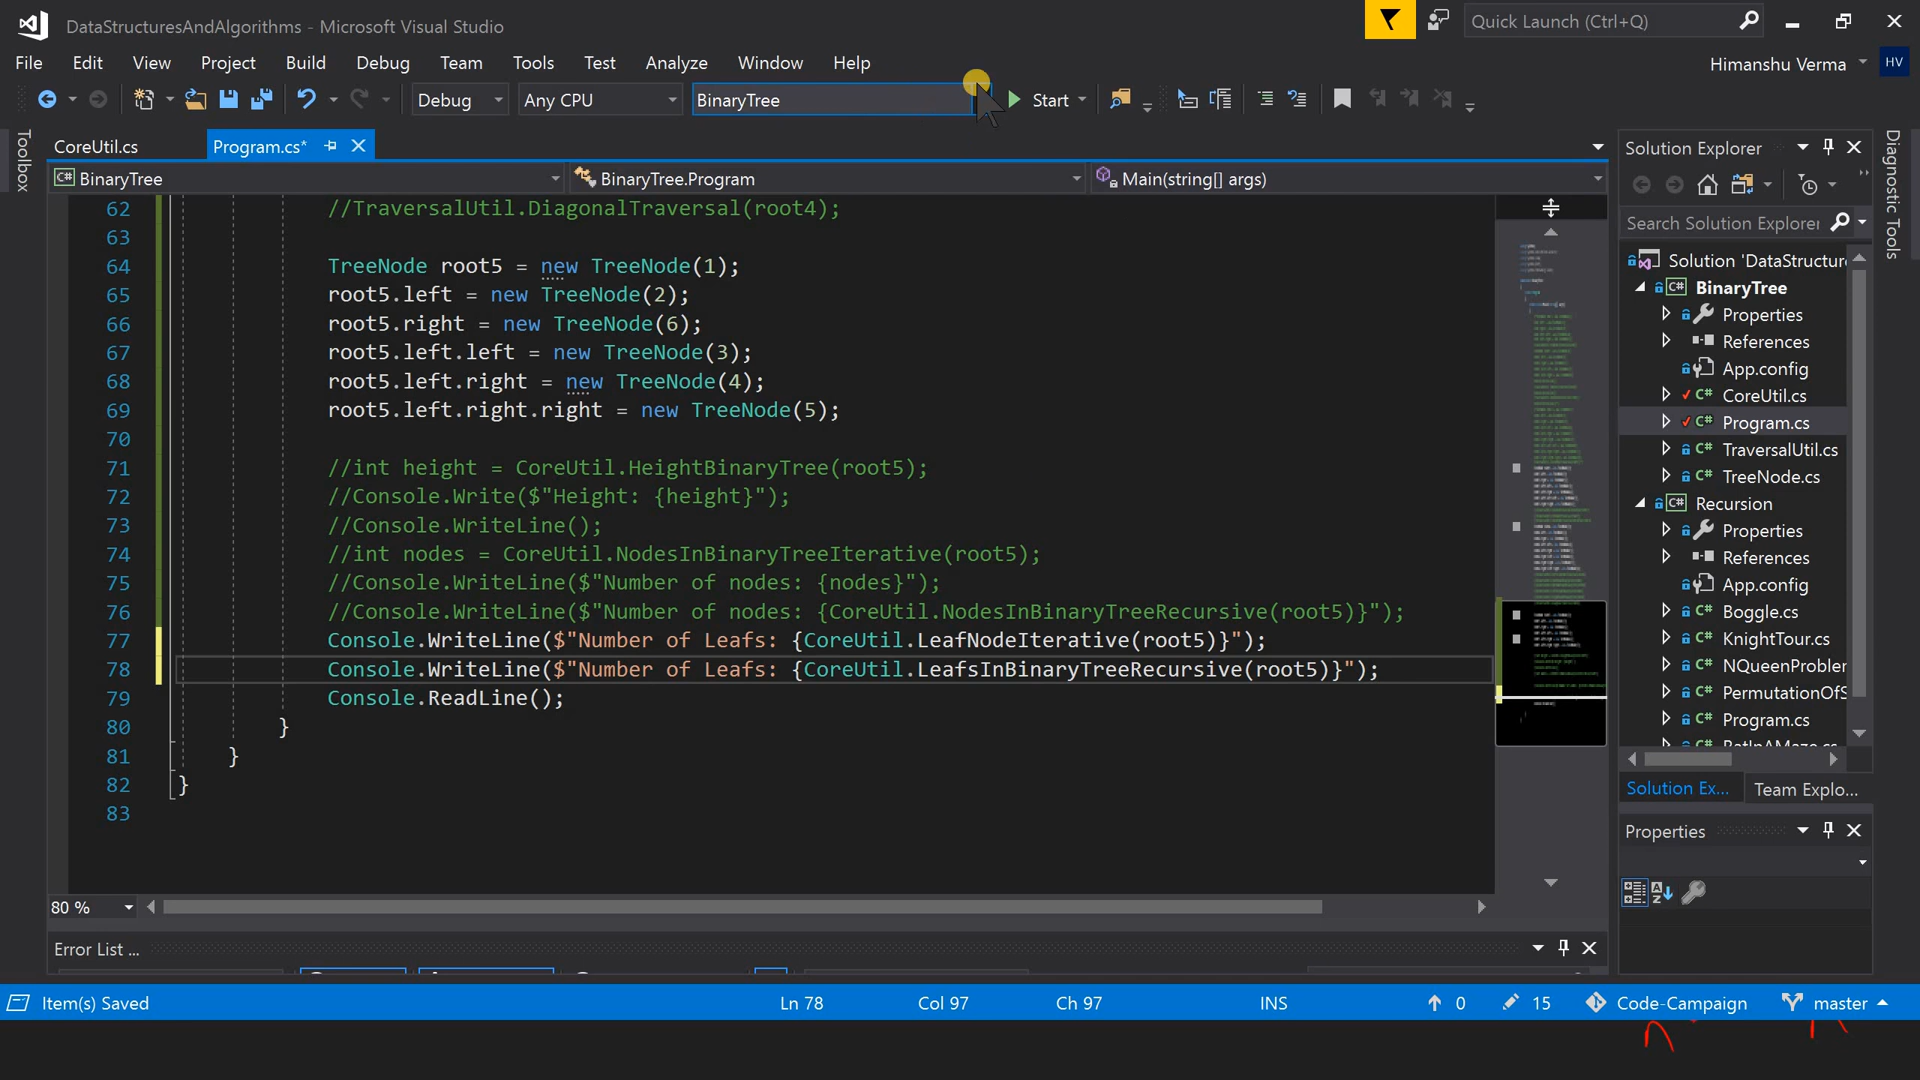 DataStructuresAndAlgorithms - Microsoft Visual Studio
Quick Launch (Ctrl+Q)
File Edit View Project Build Debug Team Tools Test Analyze Window Help
Himanshu Verma HV
Debug Any CPU BinaryTree Start
Toolbox
CoreUtil.cs Program.cs*
BinaryTree BinaryTree.Program Main(string[] args)
62 //TraversalUtil.DiagonalTraversal(root4);
63
64 TreeNode root5 = new TreeNode(1);
65 root5.left = new TreeNode(2);
66 root5.right = new TreeNode(6);
67 root5.left.left = new TreeNode(3);
68 root5.left.right = new TreeNode(4);
69 root5.left.right.right = new TreeNode(5);
70
71 //int height = CoreUtil.HeightBinaryTree(root5);
72 //Console.Write($"Height: {height}");
73 //Console.WriteLine();
74 //int nodes = CoreUtil.NodesInBinaryTreeIterative(root5);
75 //Console.WriteLine($"Number of nodes: {nodes}");
76 //Console.WriteLine($"Number of nodes: {CoreUtil.NodesInBinaryTreeRecursive(root5)}");
77 Console.WriteLine($"Number of Leafs: {CoreUtil.LeafNodeIterative(root5)}");
78 Console.WriteLine($"Number of Leafs: {CoreUtil.LeafsInBinaryTreeRecursive(root5)}");
79 Console.ReadLine();
80 }
81 }
82 }
83
80 %
Error List ...
Solution Explorer
Search Solution Explorer
Solution 'DataStructure
BinaryTree
Properties
References
App.config
CoreUtil.cs
Program.cs
TraversalUtil.cs
TreeNode.cs
Recursion
Properties
References
App.config
Boggle.cs
KnightTour.cs
NQueenProbler
PermutationOfS
Program.cs
RatInAMaze.cs
Solution Ex... Team Explo...
Properties
Diagnostic Tools
Item(s) Saved Ln 78 Col 97 Ch 97 INS 0 15 Code-Campaign master